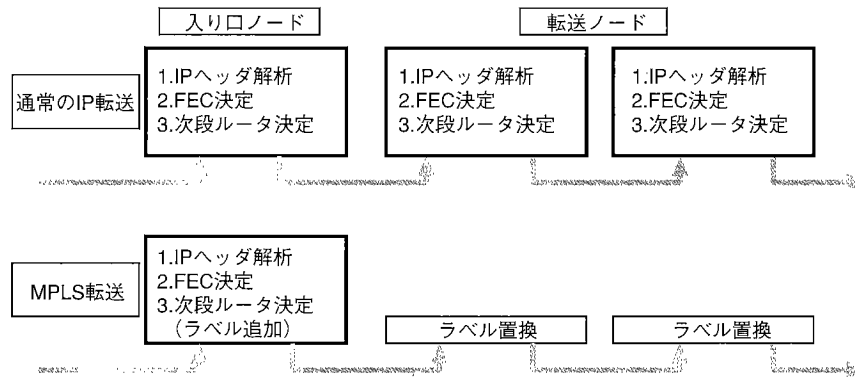 入り口ノード
転送ノード
通常のIP転送
1.IPヘッダ解析
2.FEC決定
3.次段ルータ決定
1.IPヘッダ解析
2.FEC決定
3.次段ルータ決定
1.IPヘッダ解析
2.FEC決定
3.次段ルータ決定
MPLS転送
1.IPヘッダ解析
2.FEC決定
3.次段ルータ決定
(ラベル追加)
ラベル置換
ラベル置換